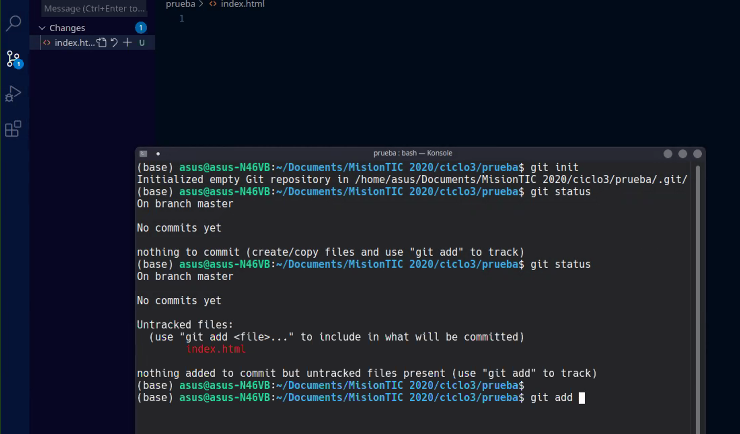 Message (Ctrl+Enter to...
prueba > <> index.html
1
Changes 1
<> index.ht... U
1
prueba : bash — Konsole
(base) asus@asus-N46VB:~/Documents/MisionTIC 2020/ciclo3/prueba$ git init
Initialized empty Git repository in /home/asus/Documents/MisionTIC 2020/ciclo3/prueba/.git/
(base) asus@asus-N46VB:~/Documents/MisionTIC 2020/ciclo3/prueba$ git status
On branch master
No commits yet
nothing to commit (create/copy files and use "git add" to track)
(base) asus@asus-N46VB:~/Documents/MisionTIC 2020/ciclo3/prueba$ git status
On branch master
No commits yet
Untracked files:
(use "git add <file>..." to include in what will be committed)
index.html
nothing added to commit but untracked files present (use "git add" to track)
(base) asus@asus-N46VB:~/Documents/MisionTIC 2020/ciclo3/prueba$
(base) asus@asus-N46VB:~/Documents/MisionTIC 2020/ciclo3/prueba$ git add